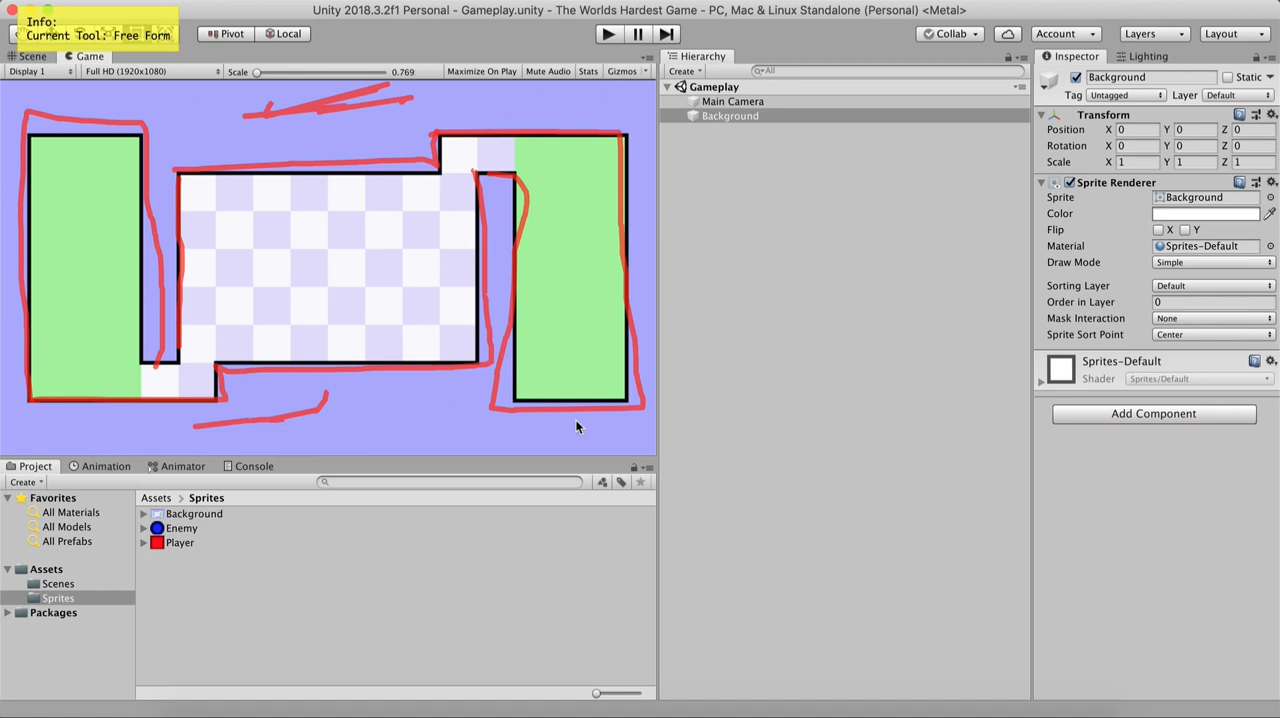 Unity 2018.3.2f1 Personal - Gameplay.unity - The Worlds Hardest Game - PC, Mac & Linux Standalone (Personal) <Metal>
Info:
Current Tool: Free Form
Pivot
Local
Collab
Account
Layers
Layout
Scene
Game
Display 1
Full HD (1920x1080)
Scale
0.769
Maximize On Play
Mute Audio
Stats
Gizmos
Hierarchy
Create
All
Gameplay
Main Camera
Background
Inspector
Lighting
Background
Static
Tag
Untagged
Layer
Default
Transform
Position X 0 Y 0 Z 0
Rotation X 0 Y 0 Z 0
Scale X 1 Y 1 Z 1
Sprite Renderer
Sprite
Background
Color
Flip
X
Y
Material
Sprites-Default
Draw Mode
Simple
Sorting Layer
Default
Order in Layer
0
Mask Interaction
None
Sprite Sort Point
Center
Sprites-Default
Shader
Sprites/Default
Add Component
Project
Animation
Animator
Console
Create
Favorites
All Materials
All Models
All Prefabs
Assets
Scenes
Sprites
Packages
Assets > Sprites
Background
Enemy
Player